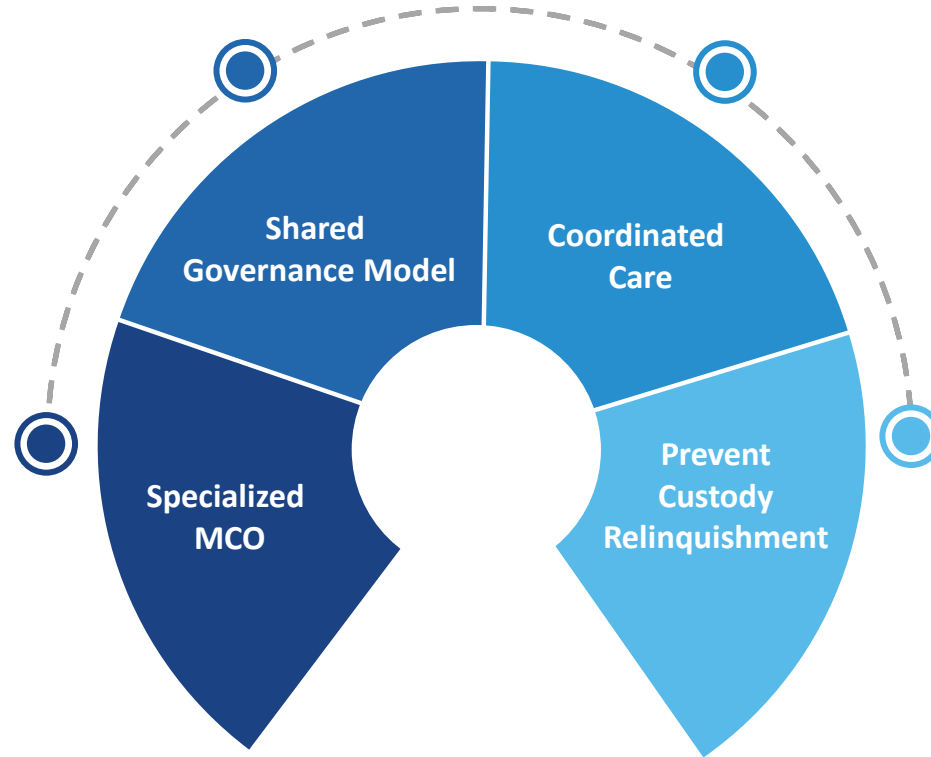 Shared
Governance Model
Coordinated
Care
Specialized
MCO
Prevent
Custody
Relinquishment